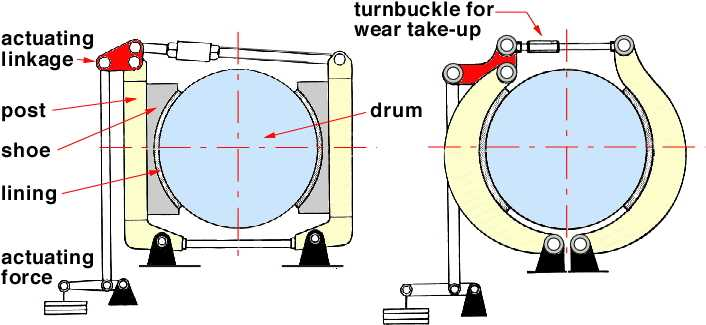 turnbuckle for
wear take-up
actuating
linkage
post
drum
shoe
lining
actuating
force